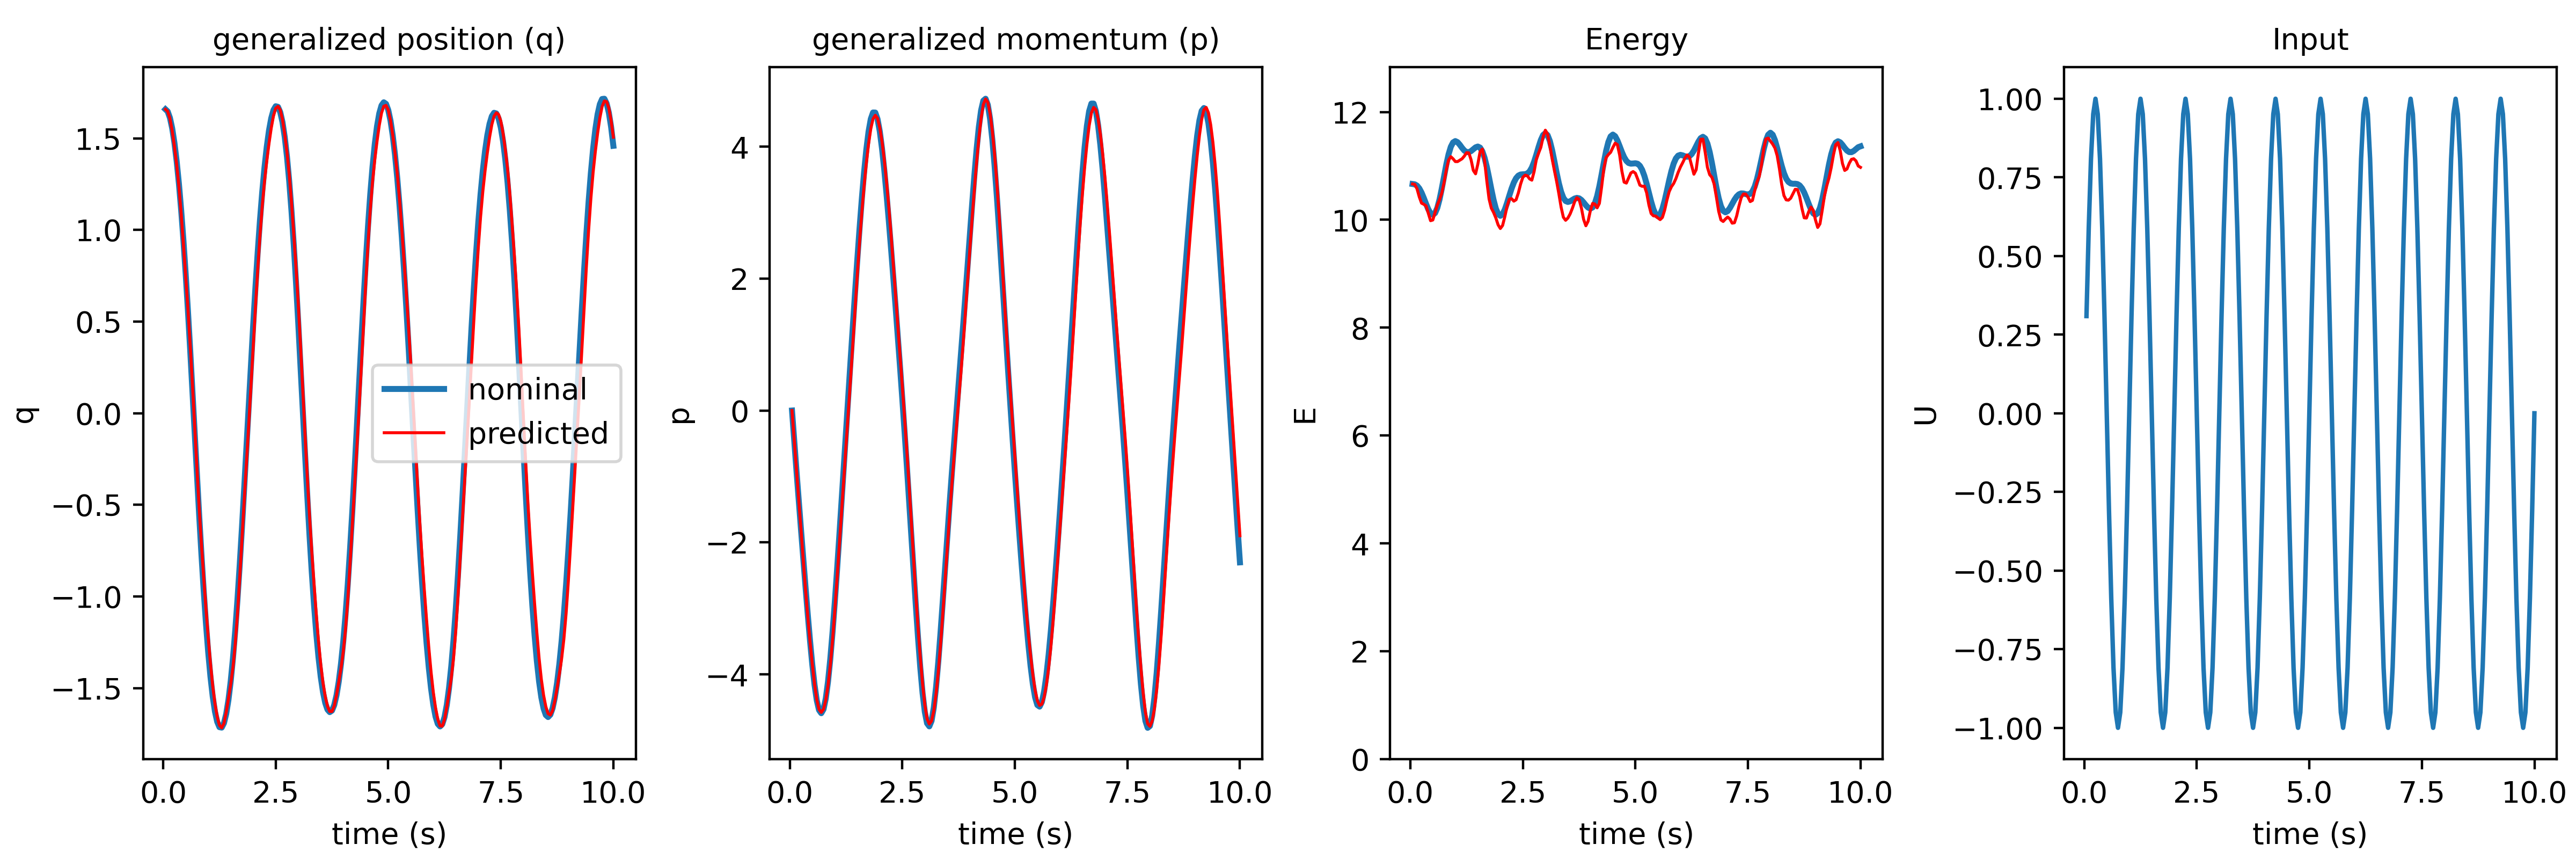 generalized position (q)
q
1.5
1.0
0.5
0.0
−0.5
−1.0
−1.5
nominal
predicted
0.0 2.5 5.0 7.5 10.0
time (s)
generalized momentum (p)
p
4
2
0
−2
−4
0.0 2.5 5.0 7.5 10.0
time (s)
Energy
E
12
10
8
6
4
2
0
0.0 2.5 5.0 7.5 10.0
time (s)
Input
U
1.00
0.75
0.50
0.25
0.00
−0.25
−0.50
−0.75
−1.00
0.0 2.5 5.0 7.5 10.0
time (s)